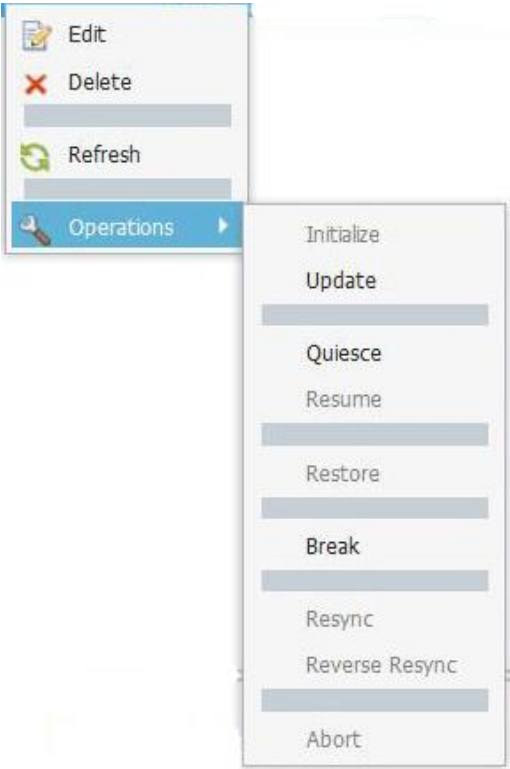 Edit
Delete
Refresh
Operations
Initialize
Update
Quiesce
Resume
Restore
Break
Resync
Reverse Resync
Abort